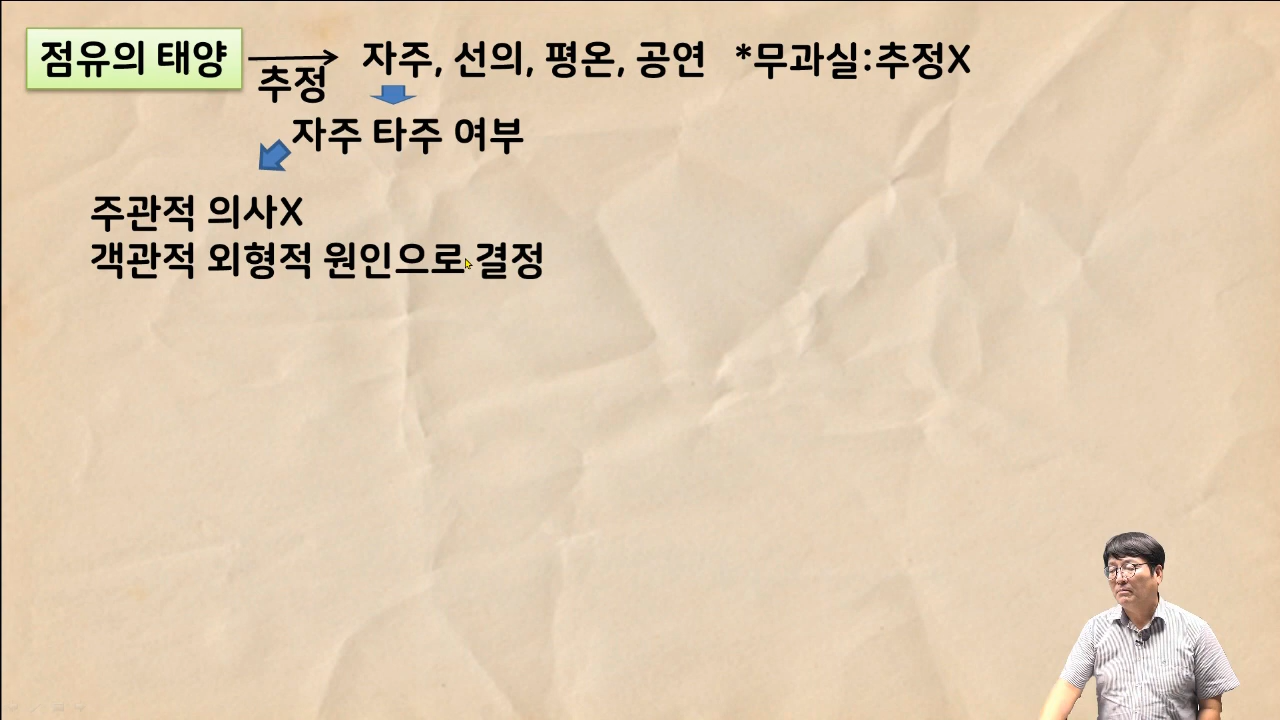 점유의 태양 추정 자주, 선의, 평온, 공연 *무과실:추정X
자주 타주 여부
주관적 의사X
객관적 외형적 원인으로 결정